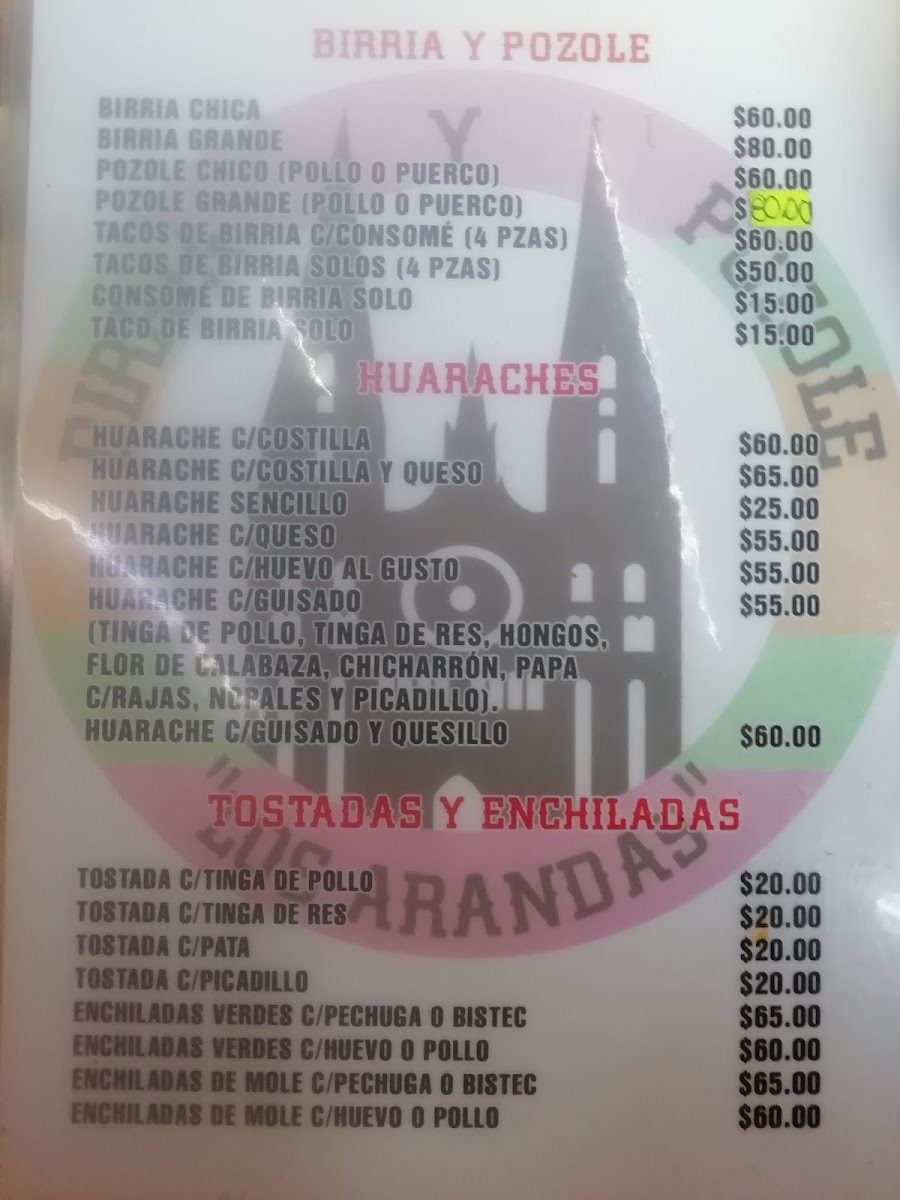 BIRRIA Y POZOLE
BIRRIA CHICA $60.00
BIRRIA GRANDE $80.00
POZOLE CHICO (POLLO O PUERCO) $60.00
POZOLE GRANDE (POLLO O PUERCO) $80.00
TACOS DE BIRRIA C/CONSOMÉ (4 PZAS) $60.00
TACOS DE BIRRIA SOLOS (4 PZAS) $50.00
CONSOMÉ DE BIRRIA SOLO $15.00
TACO DE BIRRIA SOLO $15.00
BIRRIA Y POZOLE
HUARACHES
HUARACHE C/COSTILLA $60.00
HUARACHE C/COSTILLA Y QUESO $65.00
HUARACHE SENCILLO $25.00
HUARACHE C/QUESO $55.00
HUARACHE C/HUEVO AL GUSTO $55.00
HUARACHE C/GUISADO $55.00
(TINGA DE POLLO, TINGA DE RES, HONGOS,
FLOR DE CALABAZA, CHICHARRÓN, PAPA
C/RAJAS, NOPALES Y PICADILLO).
HUARACHE C/GUISADO Y QUESILLO $60.00
TOSTADAS Y ENCHILADAS
"LOS ARANDAS"
TOSTADA C/TINGA DE POLLO $20.00
TOSTADA C/TINGA DE RES $20.00
TOSTADA C/PATA $20.00
TOSTADA C/PICADILLO $20.00
ENCHILADAS VERDES C/PECHUGA O BISTEC $65.00
ENCHILADAS VERDES C/HUEVO O POLLO $60.00
ENCHILADAS DE MOLE C/PECHUGA O BISTEC $65.00
ENCHILADAS DE MOLE C/HUEVO O POLLO $60.00